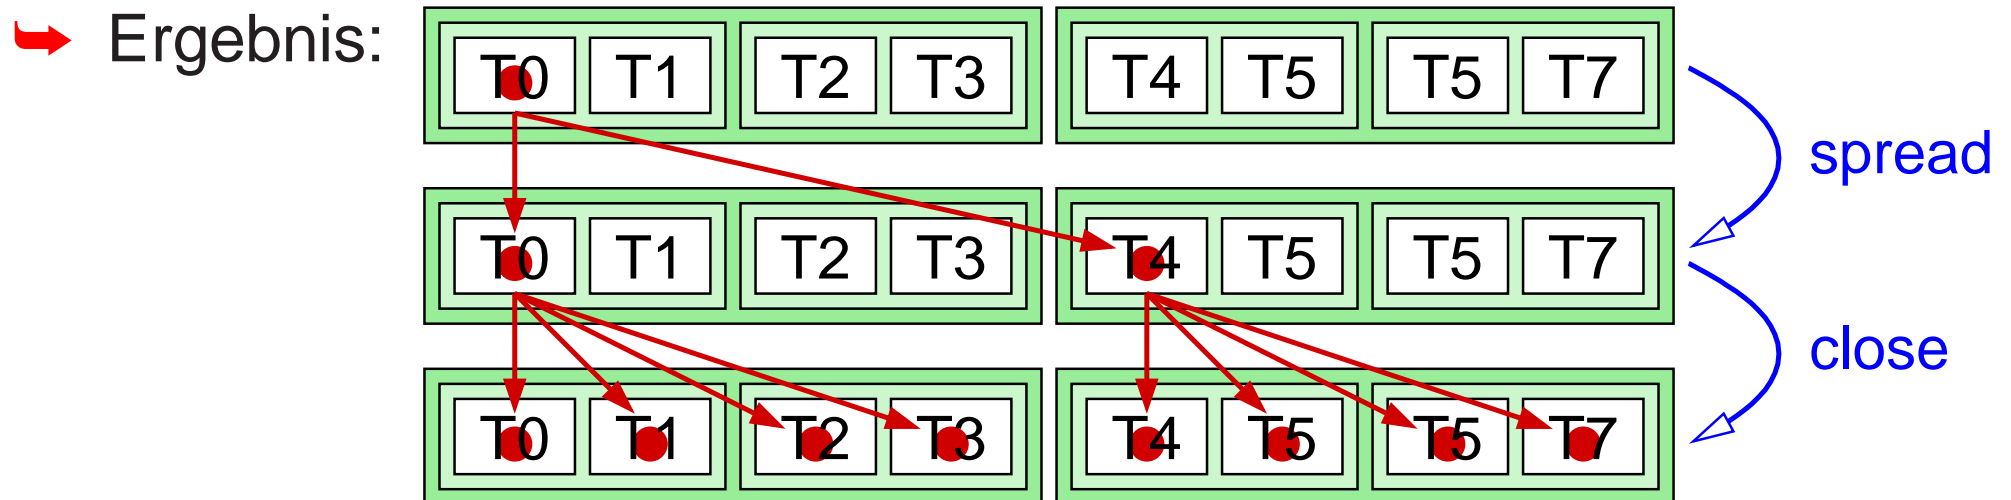 Ergebnis:
T0 T1 T2 T3 T4 T5 T5 T7
spread
T0 T1 T2 T3 T4 T5 T5 T7
close
T0 T1 T2 T3 T4 T5 T5 T7